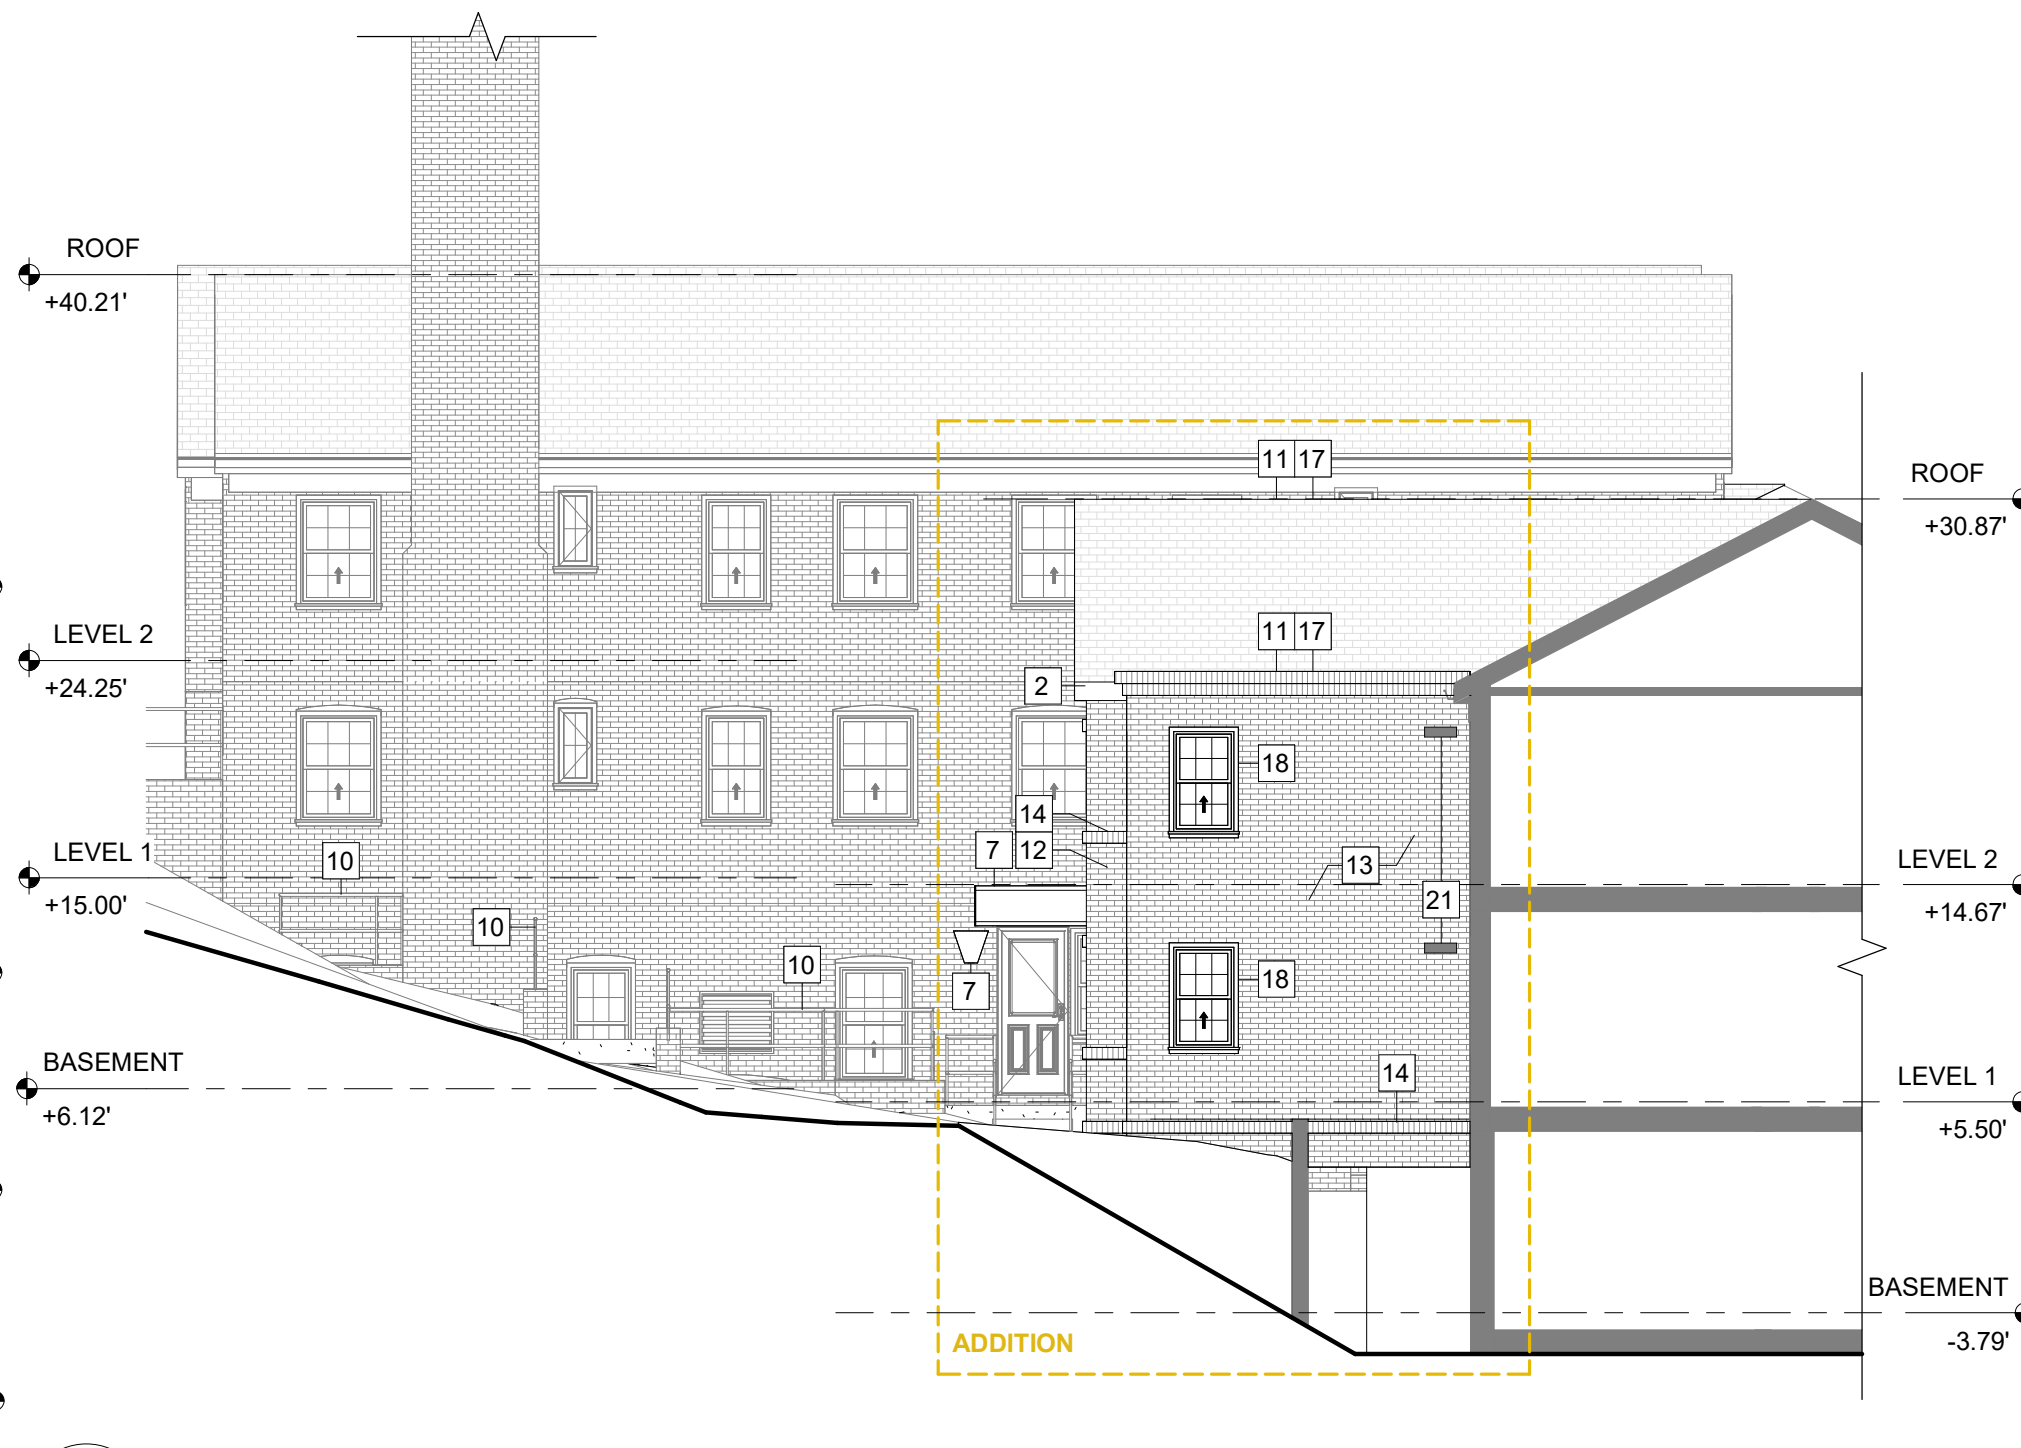 ROOF
+40.21'
11 17
ROOF
+30.87'
LEVEL 2
+24.25'
11 17
2
18
14
7 12
LEVEL 1
+15.00'
10
13
LEVEL 2
+14.67'
21
10
10
7
18
BASEMENT
+6.12'
14
LEVEL 1
+5.50'
BASEMENT
-3.79'
ADDITION